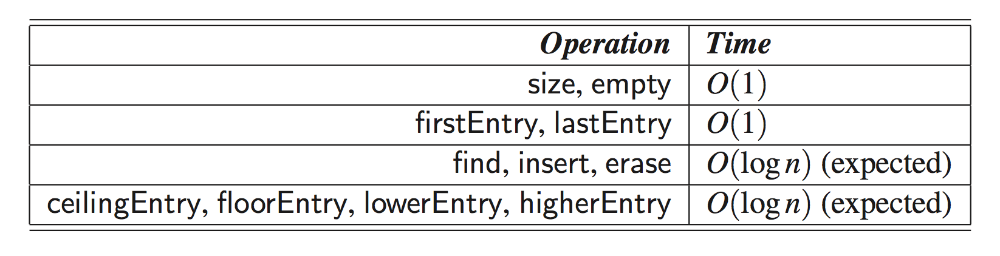 Operation Time
size, empty O(1)
firstEntry, lastEntry O(1)
find, insert, erase O(log n) (expected)
ceilingEntry, floorEntry, lowerEntry, higherEntry O(log n) (expected)